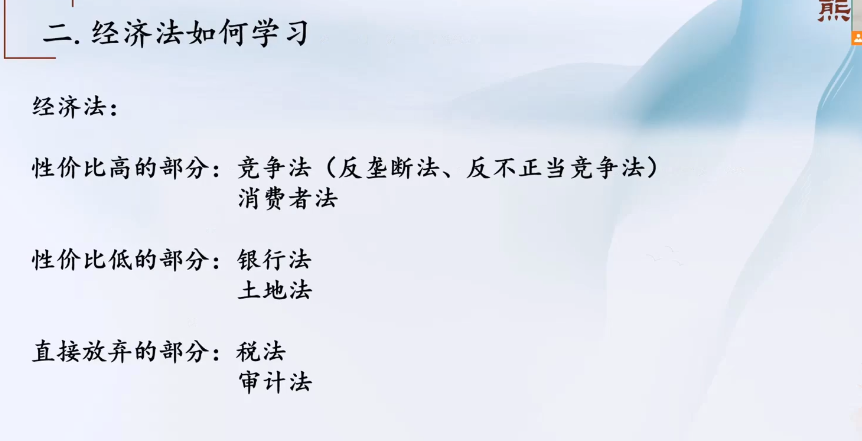 熊
二.经济法如何学习
经济法：
性价比高的部分：竞争法（反垄断法、反不正当竞争法）
消费者法
性价比低的部分：银行法
土地法
直接放弃的部分：税法
审计法